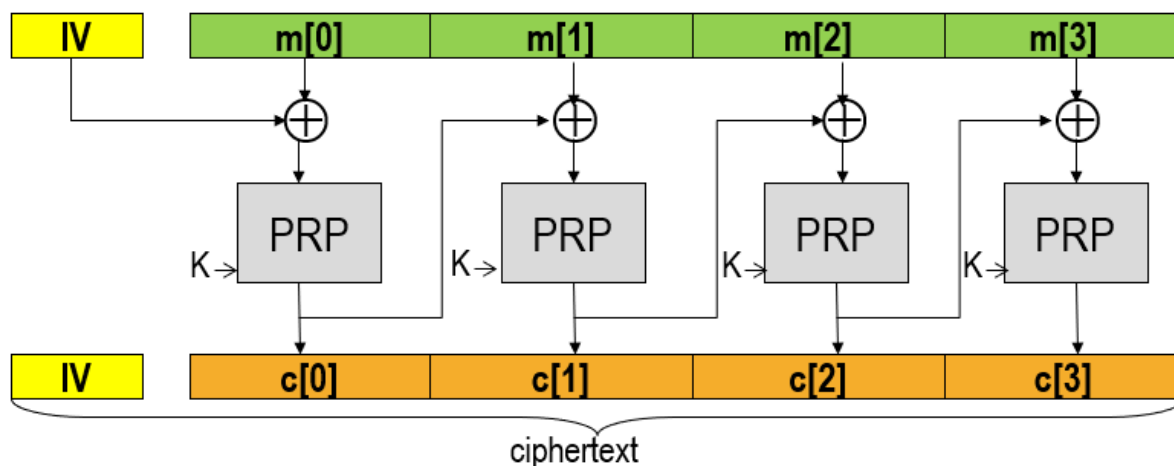 IV m[0] m[1] m[2] m[3]
PRP PRP PRP PRP
K K K K
IV c[0] c[1] c[2] c[3]
ciphertext